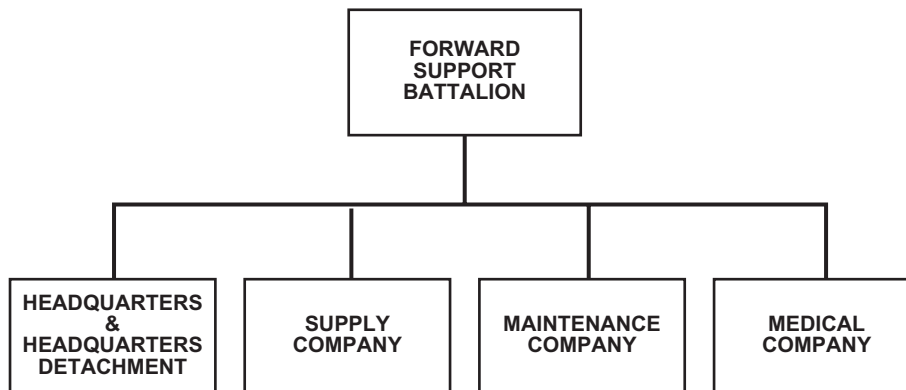 FORWARD
SUPPORT
BATTALION
HEADQUARTERS
&
HEADQUARTERS
DETACHMENT
SUPPLY
COMPANY
MAINTENANCE
COMPANY
MEDICAL
COMPANY